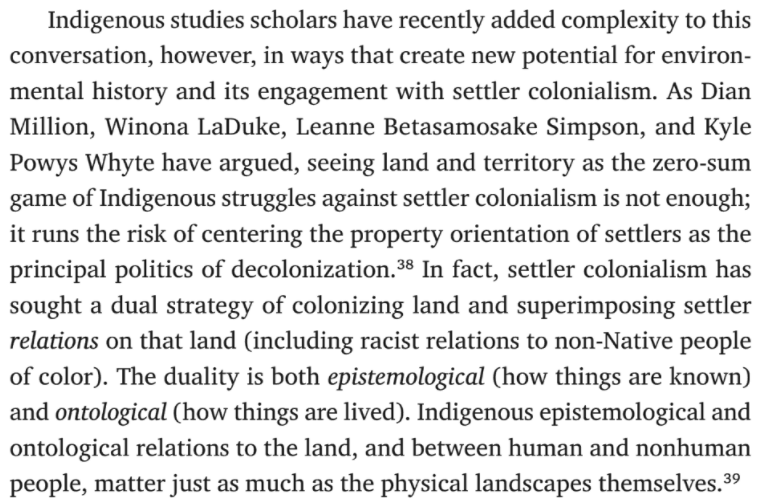 Indigenous studies scholars have recently added complexity to this
conversation, however, in ways that create new potential for environ-
mental history and its engagement with settler colonialism. As Dian
Million, Winona LaDuke, Leanne Betasamosake Simpson, and Kyle
Powys Whyte have argued, seeing land and territory as the zero-sum
game of Indigenous struggles against settler colonialism is not enough;
it runs the risk of centering the property orientation of settlers as the
principal politics of decolonization.³⁸ In fact, settler colonialism has
sought a dual strategy of colonizing land and superimposing settler
relations on that land (including racist relations to non-Native people
of color). The duality is both epistemological (how things are known)
and ontological (how things are lived). Indigenous epistemological and
ontological relations to the land, and between human and nonhuman
people, matter just as much as the physical landscapes themselves.³⁹